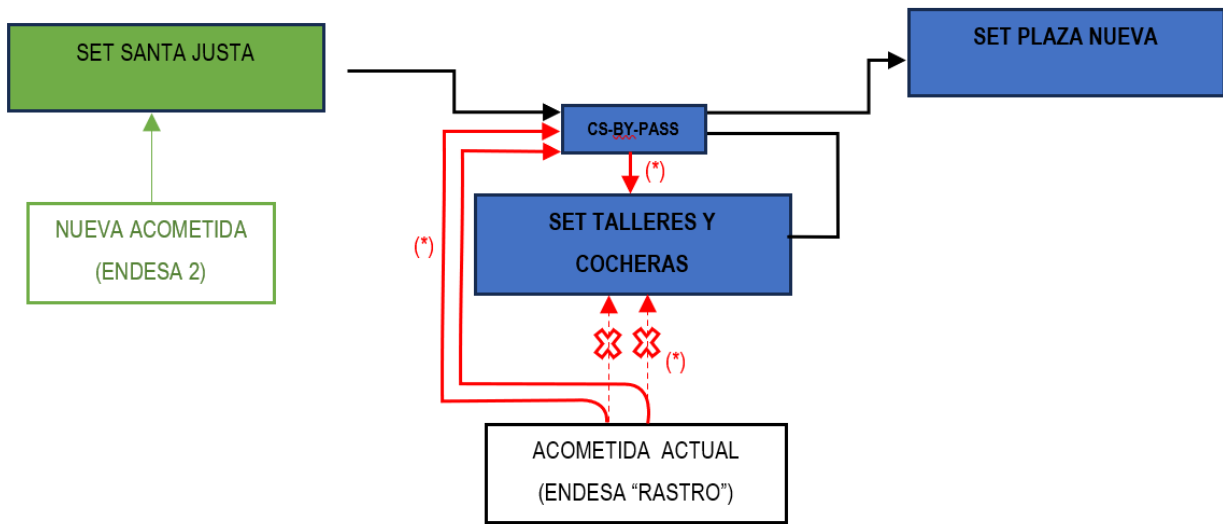 SET SANTA JUSTA
SET PLAZA NUEVA
CS-BY-PASS
(*)
SET TALLERES Y
COCHERAS
NUEVA ACOMETIDA
(ENDESA 2)
(*)
(*)
ACOMETIDA ACTUAL
(ENDESA “RASTRO”)